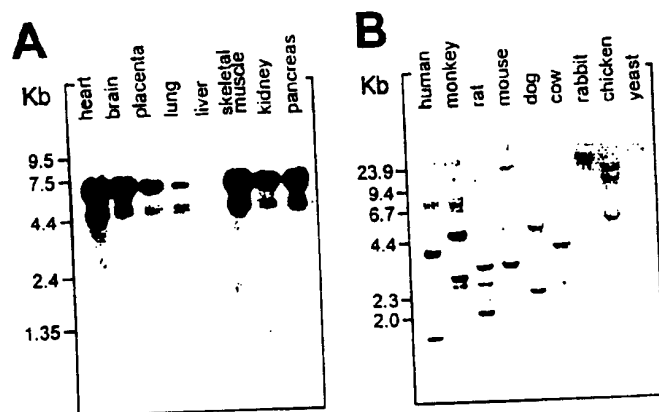 A
Kb
heart
brain
placenta
lung
liver
skeletal
muscle
kidney
pancreas
9.5
7.5
4.4
2.4
1.35
B
Kb
human
monkey
rat
mouse
dog
cow
rabbit
chicken
yeast
23.9
9.4
6.7
4.4
2.3
2.0